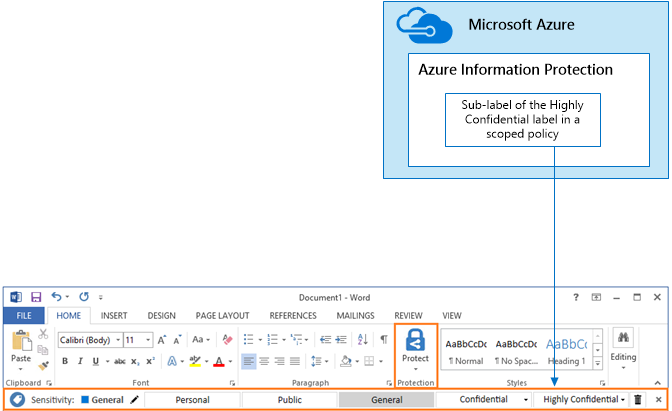 Microsoft Azure
Azure Information Protection
Sub-label of the Highly
Confidential label in a
scoped policy
Document1 - Word
?
FILE
HOME
INSERT
DESIGN
PAGE LAYOUT
REFERENCES
MAILINGS
REVIEW
VIEW
Paste
Calibri (Body)
11
A A
Aa
B I U abc x₂ x²
A
A
Protect
AaBbCcDc
¶ Normal
AaBbCcDc
¶ No Spac...
AaBbCc
Heading 1
Editing
Clipboard
Font
Paragraph
Protection
Styles
Sensitivity:
General
Personal
Public
General
Confidential
Highly Confidential